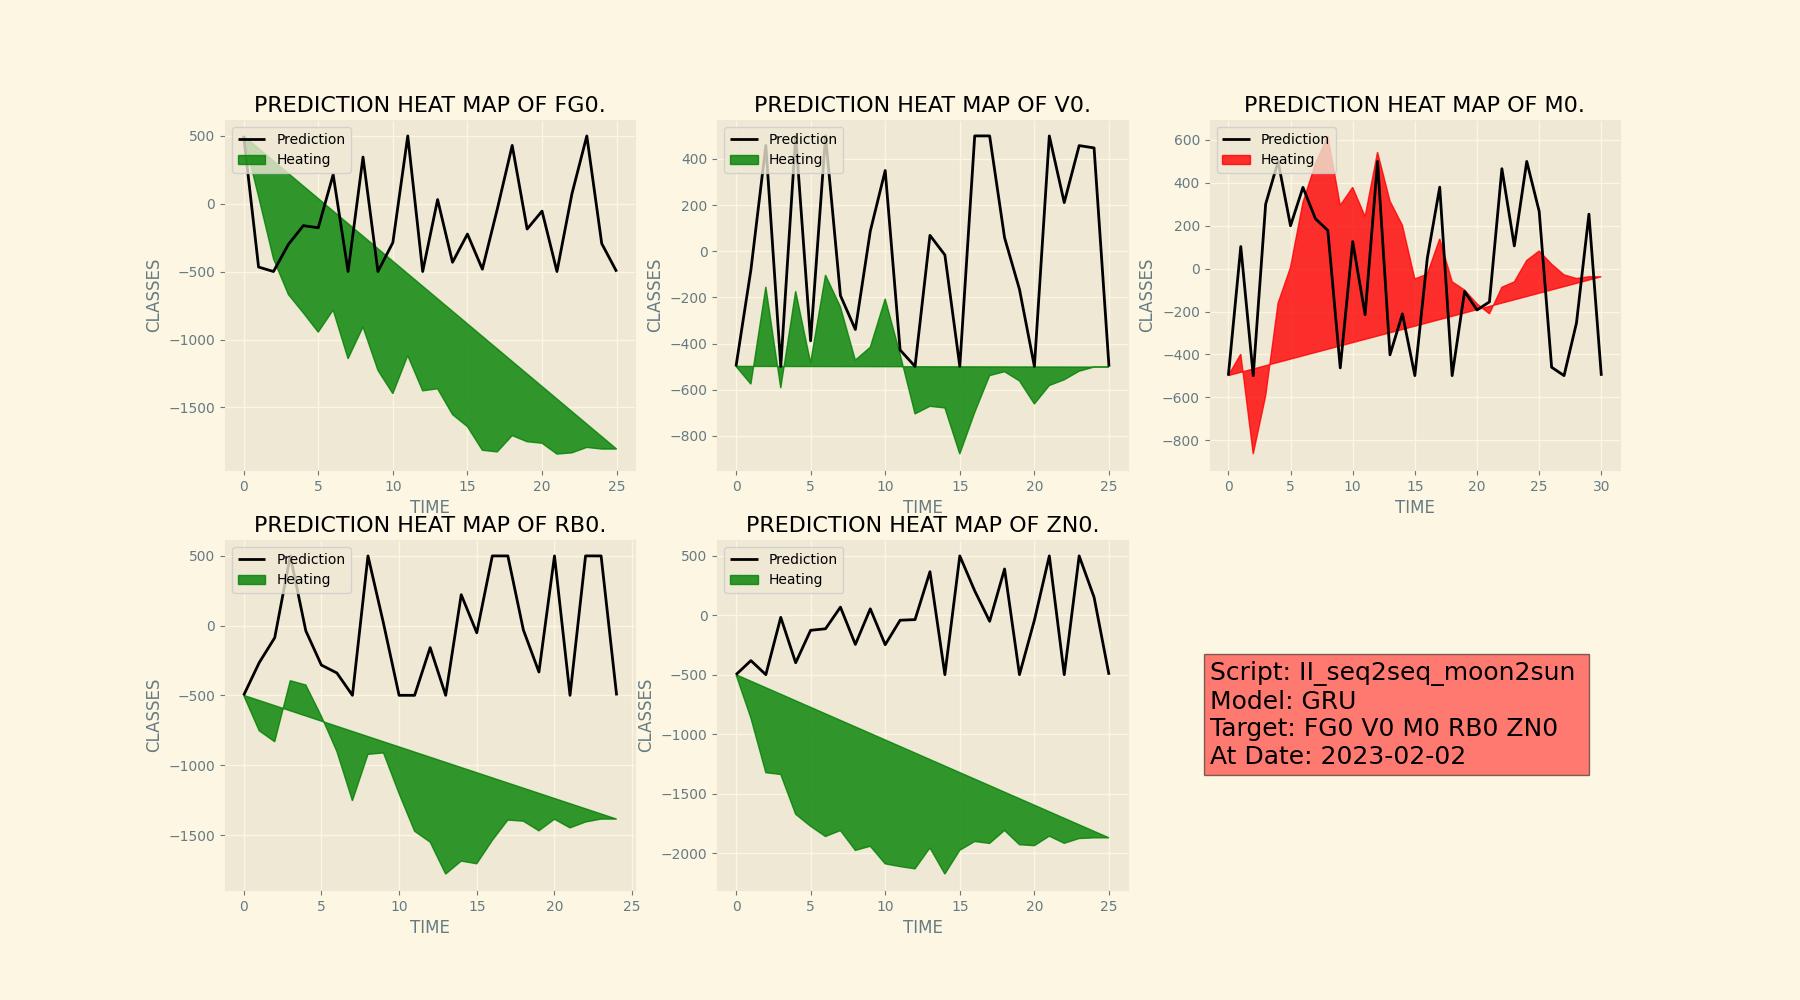 PREDICTION HEAT MAP OF FG0.
Prediction
Heating
CLASSES
500
0
−500
−1000
−1500
0 5 10 15 20 25
TIME
PREDICTION HEAT MAP OF V0.
Prediction
Heating
CLASSES
400
200
0
−200
−400
−600
−800
0 5 10 15 20 25
TIME
PREDICTION HEAT MAP OF M0.
Prediction
Heating
CLASSES
600
400
200
0
−200
−400
−600
−800
0 5 10 15 20 25 30
TIME
PREDICTION HEAT MAP OF RB0.
Prediction
Heating
CLASSES
500
0
−500
−1000
−1500
0 5 10 15 20 25
TIME
PREDICTION HEAT MAP OF ZN0.
Prediction
Heating
CLASSES
500
0
−500
−1000
−1500
−2000
0 5 10 15 20 25
TIME
Script: II_seq2seq_moon2sun
Model: GRU
Target: FG0 V0 M0 RB0 ZN0
At Date: 2023-02-02